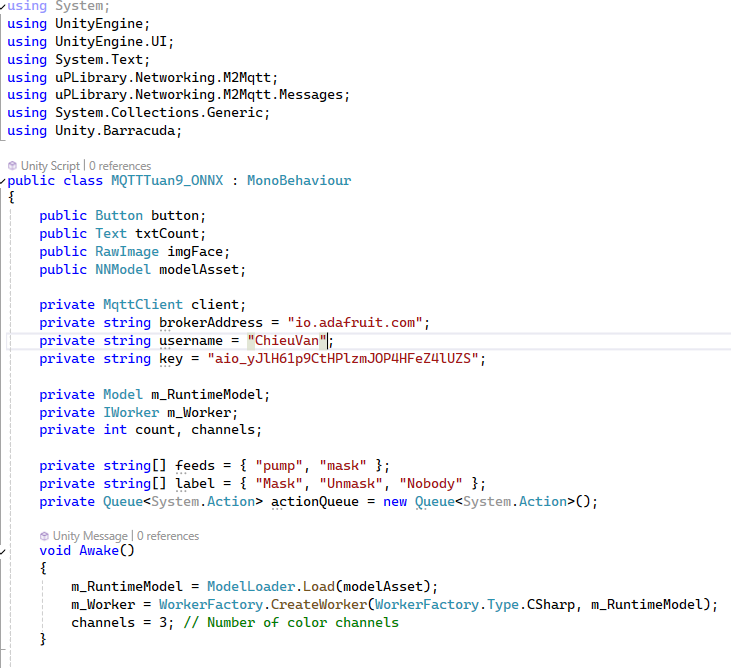 using System;
using UnityEngine;
using UnityEngine.UI;
using System.Text;
using uPLibrary.Networking.M2Mqtt;
using uPLibrary.Networking.M2Mqtt.Messages;
using System.Collections.Generic;
using Unity.Barracuda;
Unity Script | 0 references
public class MQTTTuan9_ONNX : MonoBehaviour
{
public Button button;
public Text txtCount;
public RawImage imgFace;
public NNModel modelAsset;
private MqttClient client;
private string brokerAddress = "io.adafruit.com";
private string username = "ChieuVan";
private string key = "aio_yJlH61p9CtHPlzmJOP4HFeZ4lUZS";
private Model m_RuntimeModel;
private IWorker m_Worker;
private int count, channels;
private string[] feeds = { "pump", "mask" };
private string[] label = { "Mask", "Unmask", "Nobody" };
private Queue<System.Action> actionQueue = new Queue<System.Action>();
Unity Message | 0 references
void Awake()
{
m_RuntimeModel = ModelLoader.Load(modelAsset);
m_Worker = WorkerFactory.CreateWorker(WorkerFactory.Type.CSharp, m_RuntimeModel);
channels = 3; // Number of color channels
}